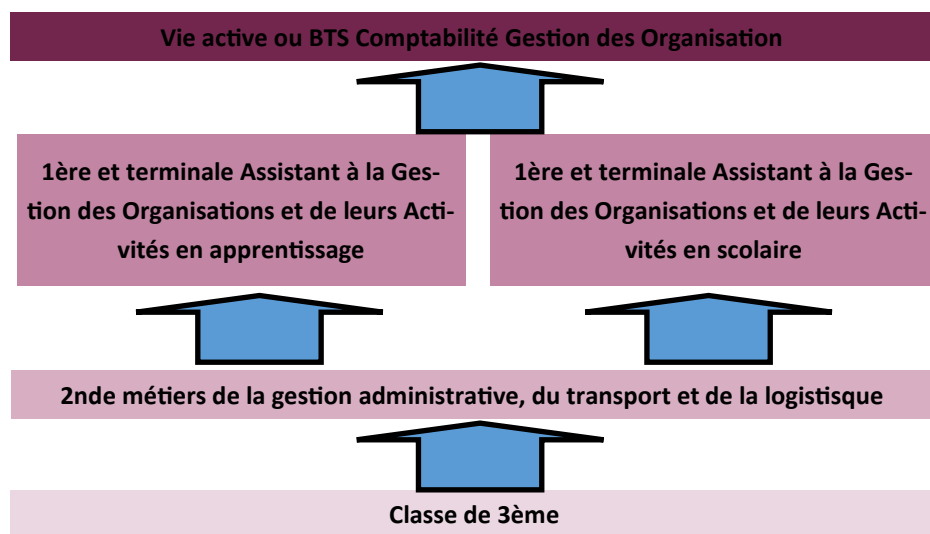 Vie active ou BTS Comptabilité Gestion des Organisation
1ère et terminale Assistant à la Ges-
tion des Organisations et de leurs Acti-
vités en apprentissage
1ère et terminale Assistant à la Ges-
tion des Organisations et de leurs Acti-
vités en scolaire
2nde métiers de la gestion administrative, du transport et de la logistisque
Classe de 3ème